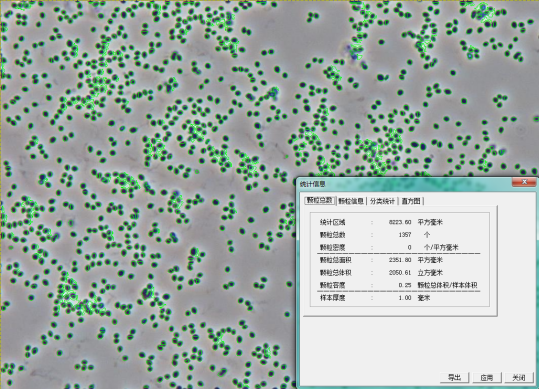 统计信息
颗粒总数 颗粒信息 分类统计 直方图
统计区域 : 8223.60 平方毫米
颗粒总数 : 1357 个
颗粒密度 : 0 个/平方毫米
颗粒总面积 : 2351.80 平方毫米
颗粒总体积 : 2050.61 立方毫米
颗粒容度 : 0.25 颗粒总体积/样本体积
样本厚度 : 1.00 毫米
导出 应用 关闭